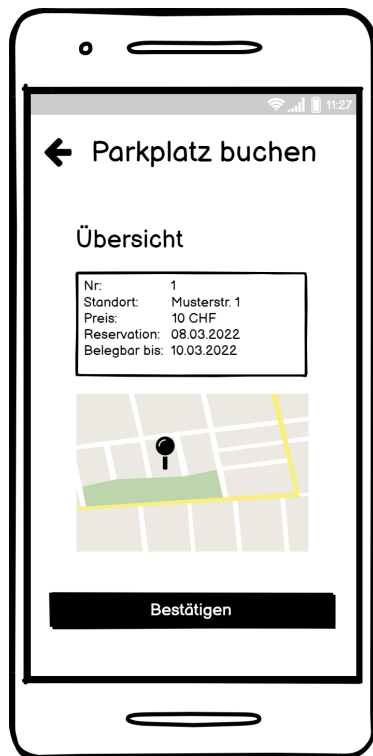 11:27
Parkplatz buchen
Übersicht
Nr: 1
Standort: Musterstr. 1
Preis: 10 CHF
Reservation: 08.03.2022
Belegbar bis: 10.03.2022
Bestätigen